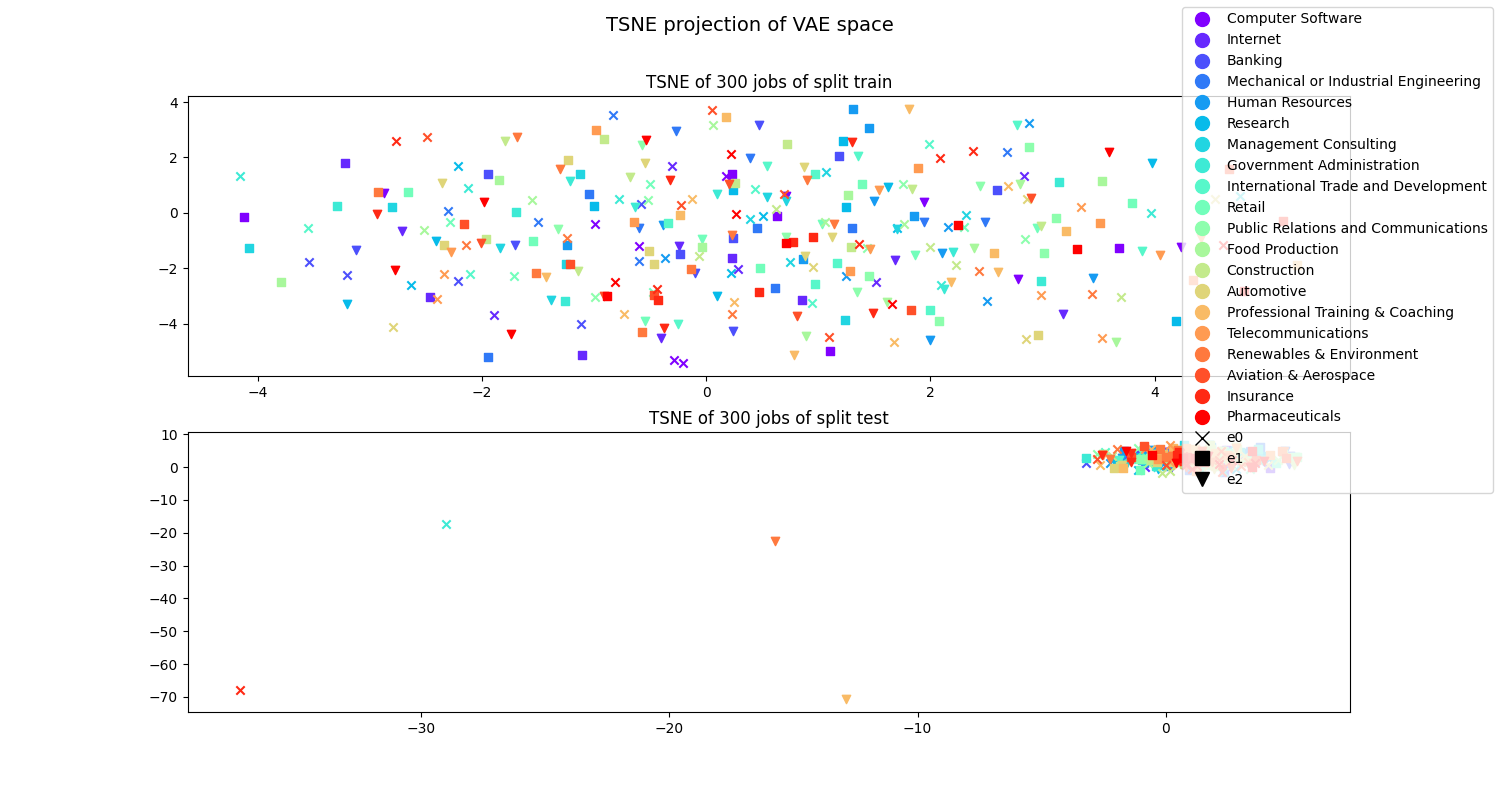 TSNE projection of VAE space
TSNE of 300 jobs of split train
4
2
0
−2
−4
−4
−2
0
2
4
TSNE of 300 jobs of split test
10
0
−10
−20
−30
−40
−50
−60
−70
−30
−20
−10
0
Computer Software
Internet
Banking
Mechanical or Industrial Engineering
Human Resources
Research
Management Consulting
Government Administration
International Trade and Development
Retail
Public Relations and Communications
Food Production
Construction
Automotive
Professional Training & Coaching
Telecommunications
Renewables & Environment
Aviation & Aerospace
Insurance
Pharmaceuticals
e0
e1
e2